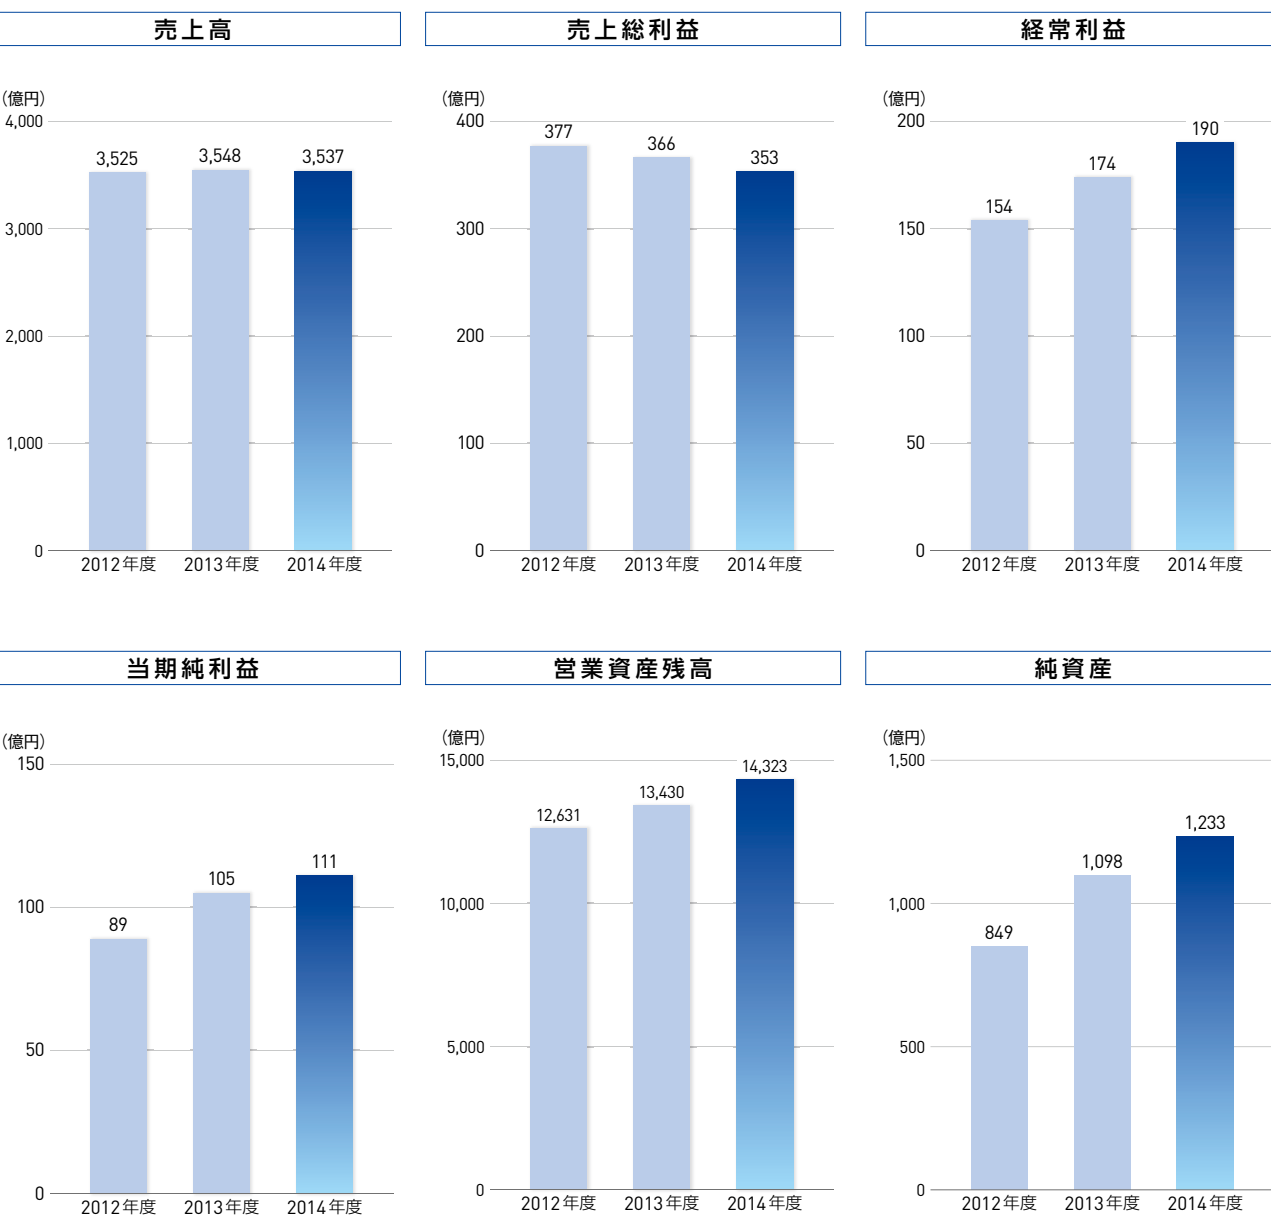 売上高
(億円)
4,000
3,000
2,000
1,000
0
3,525
3,548
3,537
2012年度
2013年度
2014年度
売上総利益
(億円)
400
300
200
100
0
377
366
353
2012年度
2013年度
2014年度
経常利益
(億円)
200
150
100
50
0
154
174
190
2012年度
2013年度
2014年度
当期純利益
(億円)
150
100
50
0
89
105
111
2012年度
2013年度
2014年度
営業資産残高
(億円)
15,000
10,000
5,000
0
12,631
13,430
14,323
2012年度
2013年度
2014年度
純資産
(億円)
1,500
1,000
500
0
849
1,098
1,233
2012年度
2013年度
2014年度